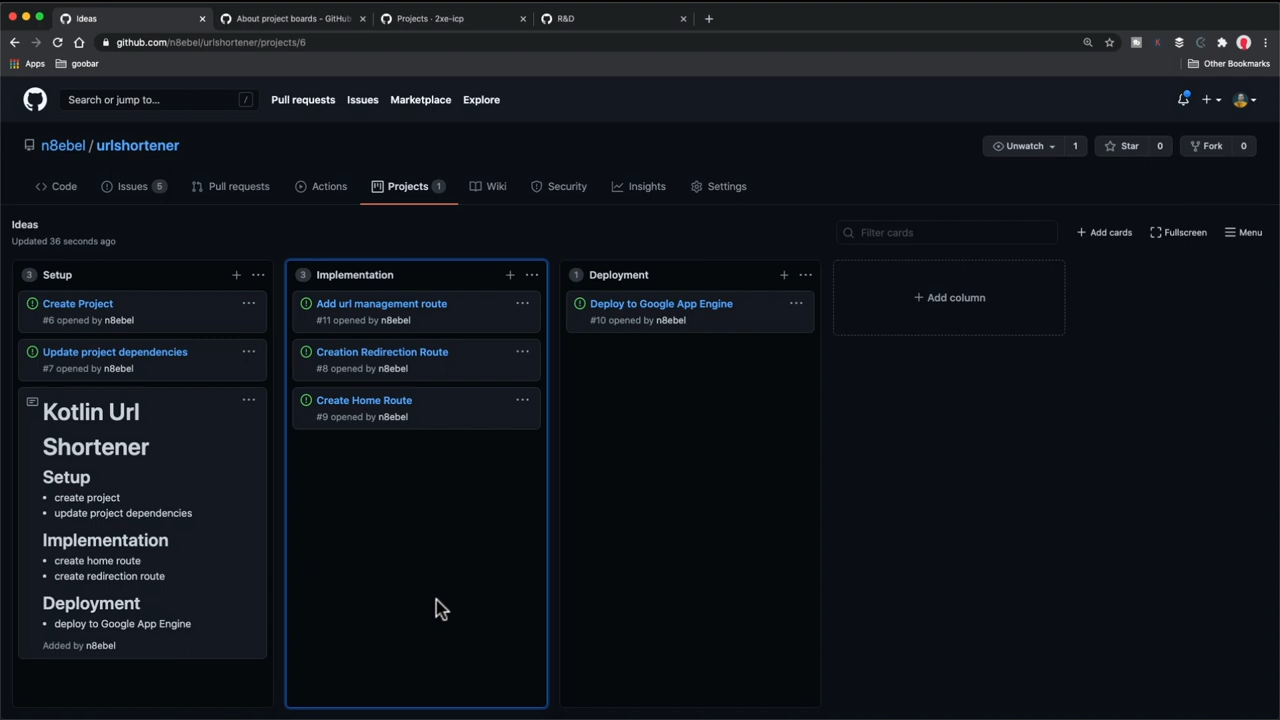 Ideas
About project boards - GitHub
Projects · 2xe-icp
R&D
github.com/n8ebel/urlshortener/projects/6
Apps
goobar
Other Bookmarks
Search or jump to...
/
Pull requests
Issues
Marketplace
Explore
n8ebel / urlshortener
Unwatch
1
Star
0
Fork
0
Code
Issues 5
Pull requests
Actions
Projects 1
Wiki
Security
Insights
Settings
Ideas
Updated 36 seconds ago
Filter cards
+ Add cards
Fullscreen
Menu
3 Setup
Create Project
#6 opened by n8ebel
Update project dependencies
#7 opened by n8ebel
Kotlin Url
Shortener
Setup
• create project
• update project dependencies
Implementation
• create home route
• create redirection route
Deployment
• deploy to Google App Engine
Added by n8ebel
3 Implementation
Add url management route
#11 opened by n8ebel
Creation Redirection Route
#8 opened by n8ebel
Create Home Route
#9 opened by n8ebel
1 Deployment
Deploy to Google App Engine
#10 opened by n8ebel
+ Add column